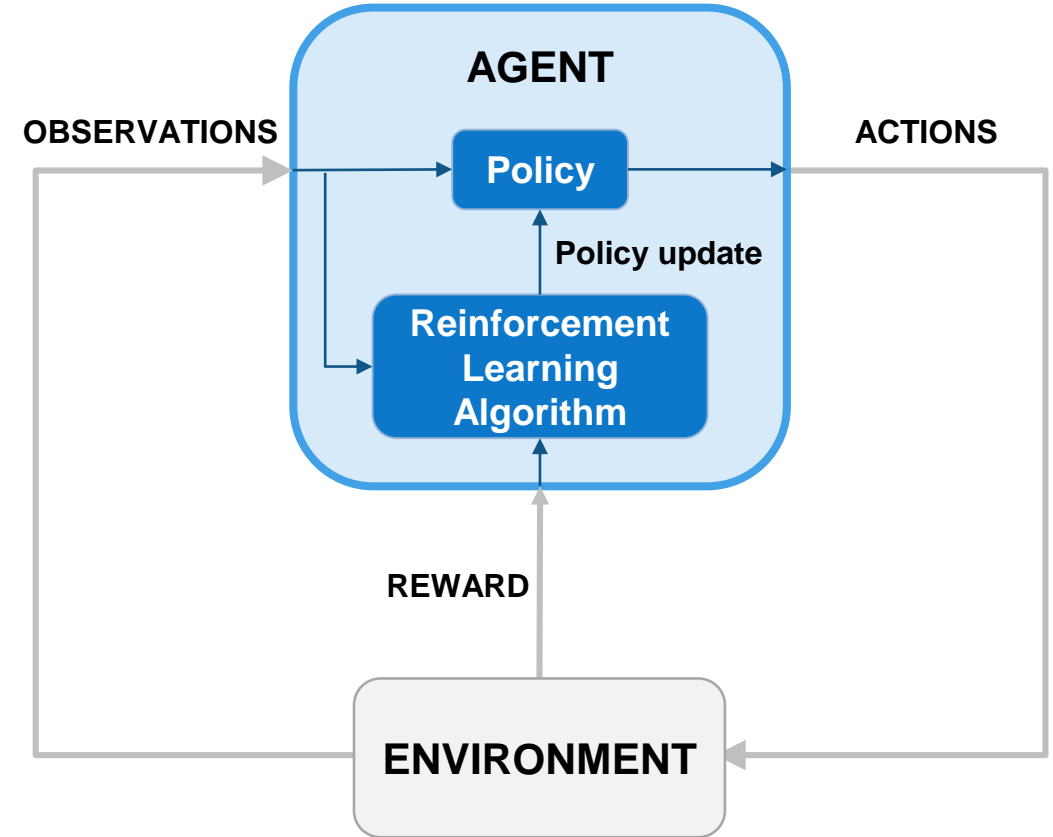 AGENT
OBSERVATIONS
ACTIONS
Policy
Policy update
Reinforcement
Learning
Algorithm
REWARD
ENVIRONMENT